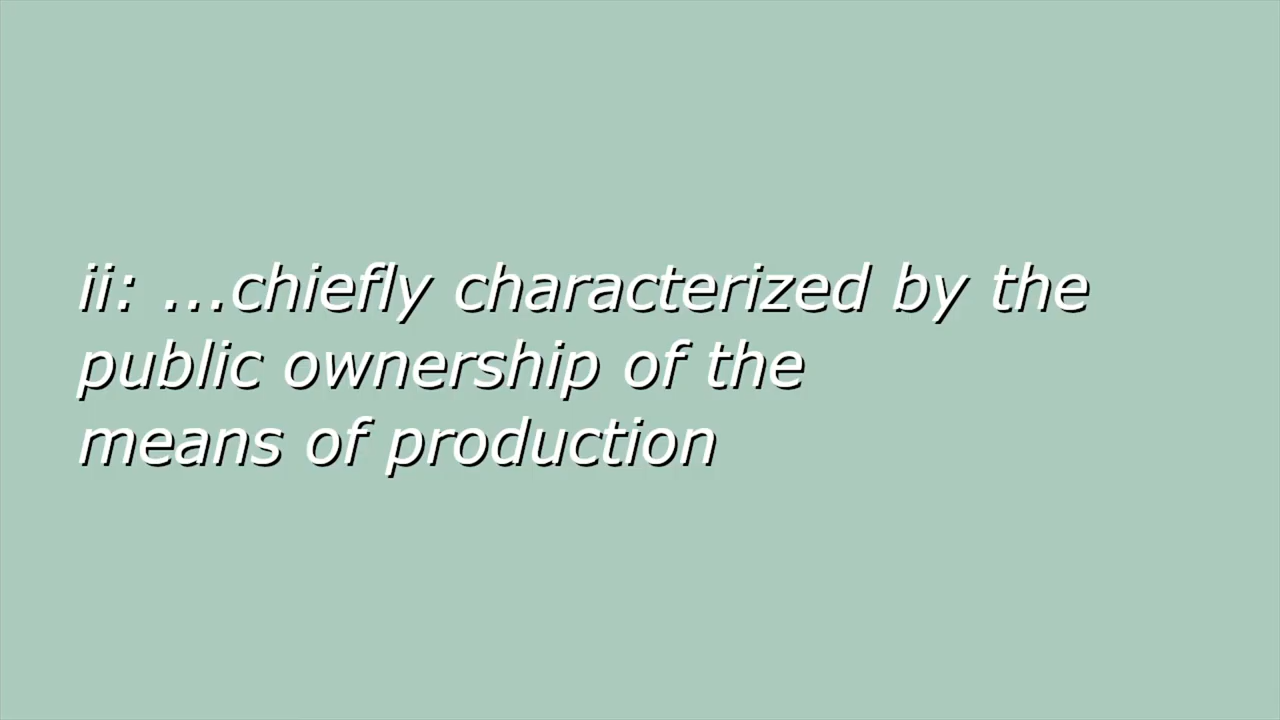 ii: ...chiefly characterized by the
public ownership of the
means of production